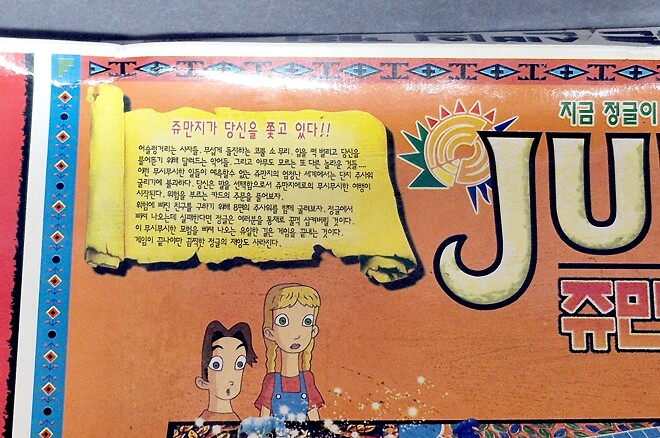 지금 정글이
JU
쥬만
쥬만지가 당신을 쫓고 있다!!
어슬렁거리는 사자들, 무섭게 돌진하는 코뿔 소 무리, 입을 쩍 벌리고 당신을
물어뜯기 위해 달려드는 악어들, 그리고 아무도 모르는 또 다른 놀라운 것들....
이런 무시무시한 일들이 예측할수 없는 쥬만지의 엄청난 세계에서는 단지 주사위
굴리기에 불과하다. 당신은 말을 선택함으로서 쥬만지에로의 무시무시한 여행이
시작된다. 위험을 부르는 카드의 주문을 풀어보자.
위험에 빠진 친구를 구하기 위해 8면의 주사위를 함께 굴려보자. 정글에서
빠져 나오는데 실패한다면 정글은 여러분을 통채로 꿀꺽 삼켜버릴 것이다.
이 무시무시한 모험을 빠져 나오는 유일한 길은 게임을 끝내는 것이다.
게임이 끝나야만 끔찍한 정글의 재앙도 사라진다.